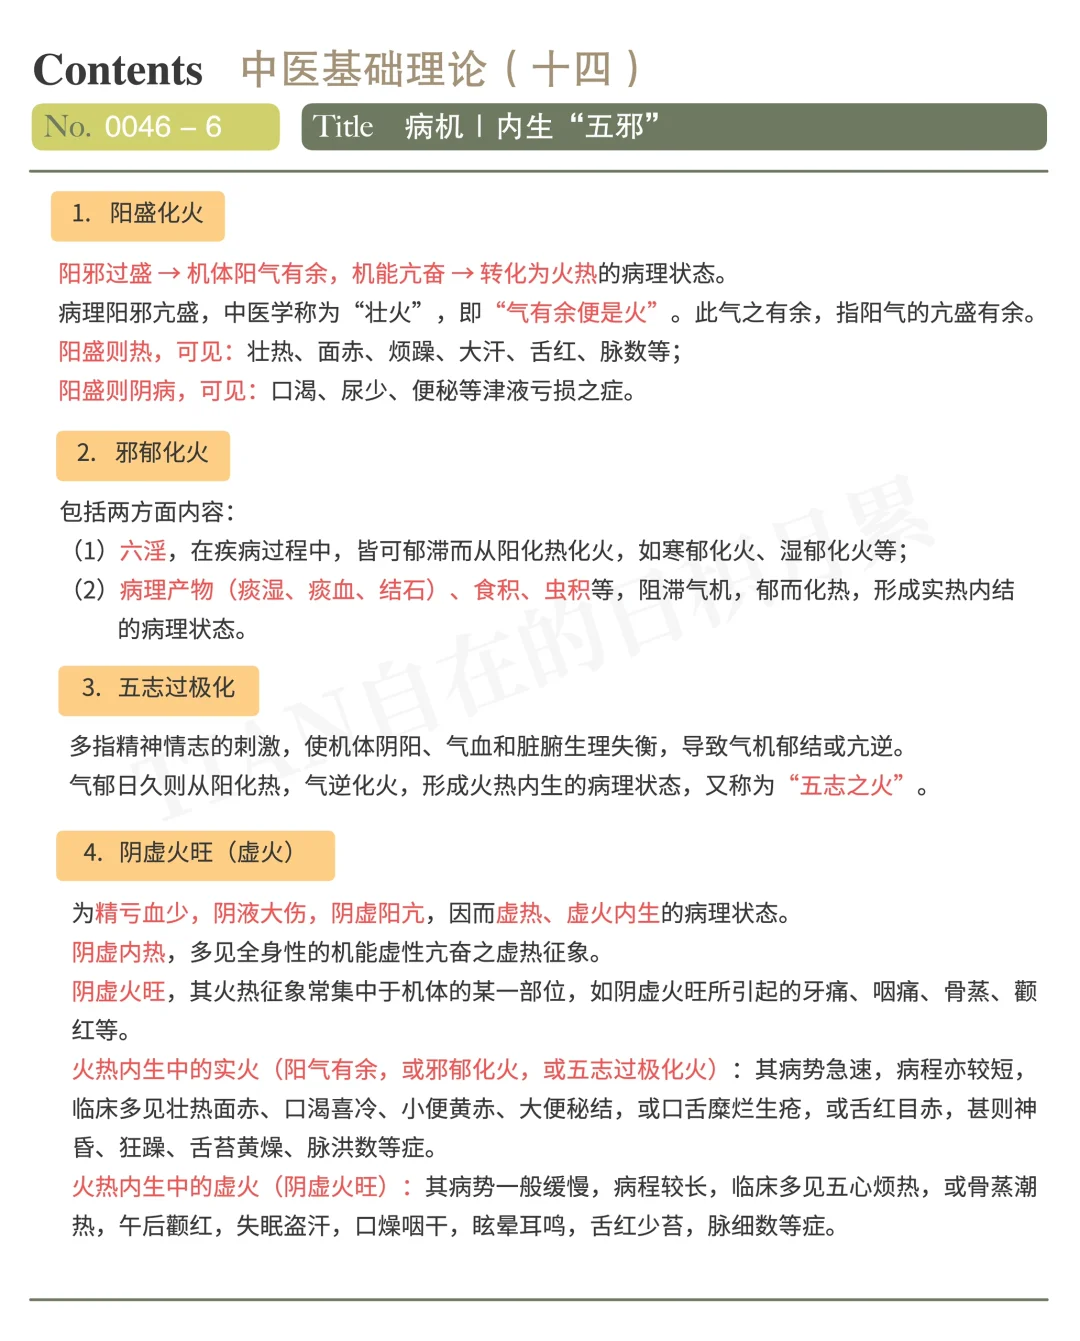 Contents 中医基础理论（十四）
No. 0046 – 6 Title 病机 | 内生“五邪”
1. 阳盛化火
阳邪过盛 → 机体阳气有余，机能亢奋 → 转化为火热的病理状态。
病理阳邪亢盛，中医学称为“壮火”，即“气有余便是火”。此气之有余，指阳气的亢盛有余。
阳盛则热，可见：壮热、面赤、烦躁、大汗、舌红、脉数等；
阳盛则阴病，可见：口渴、尿少、便秘等津液亏损之症。
2. 邪郁化火
包括两方面内容：
（1）六淫，在疾病过程中，皆可郁滞而从阳化热化火，如寒郁化火、湿郁化火等；
（2）病理产物（痰湿、痰血、结石）、食积、虫积等，阻滞气机，郁而化热，形成实热内结
的病理状态。
3. 五志过极化
多指精神情志的刺激，使机体阴阳、气血和脏腑生理失衡，导致气机郁结或亢逆。
气郁日久则从阳化热，气逆化火，形成火热内生的病理状态，又称为“五志之火”。
4. 阴虚火旺（虚火）
为精亏血少，阴液大伤，阴虚阳亢，因而虚热、虚火内生的病理状态。
阴虚内热，多见全身性的机能虚性亢奋之虚热征象。
阴虚火旺，其火热征象常集中于机体的某一部位，如阴虚火旺所引起的牙痛、咽痛、骨蒸、颧
红等。
火热内生中的实火（阳气有余，或邪郁化火，或五志过极化火）：其病势急速，病程亦较短，
临床多见壮热面赤、口渴喜冷、小便黄赤、大便秘结，或口舌糜烂生疮，或舌红目赤，甚则神
昏、狂躁、舌苔黄燥、脉洪数等症。
火热内生中的虚火（阴虚火旺）：其病势一般缓慢，病程较长，临床多见五心烦热，或骨蒸潮
热，午后颧红，失眠盗汗，口燥咽干，眩晕耳鸣，舌红少苔，脉细数等症。
TIAN自在的日积月累